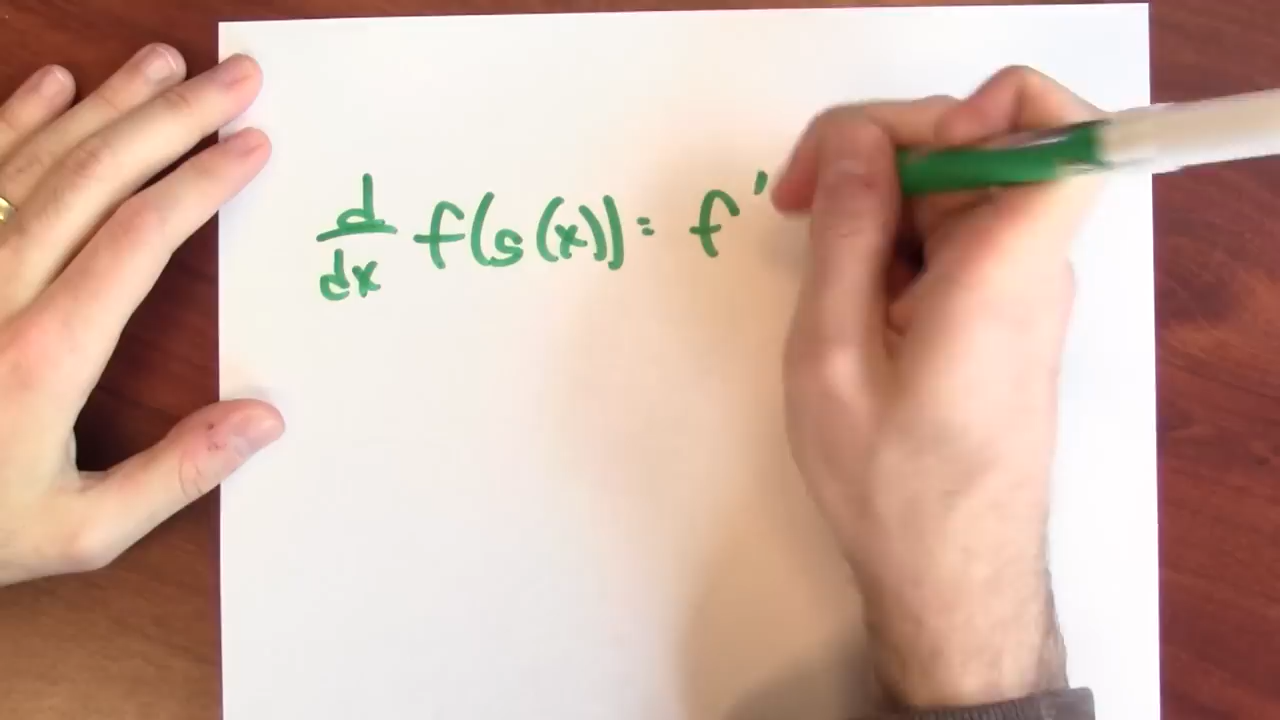 d/dx f(g(x)) = f'